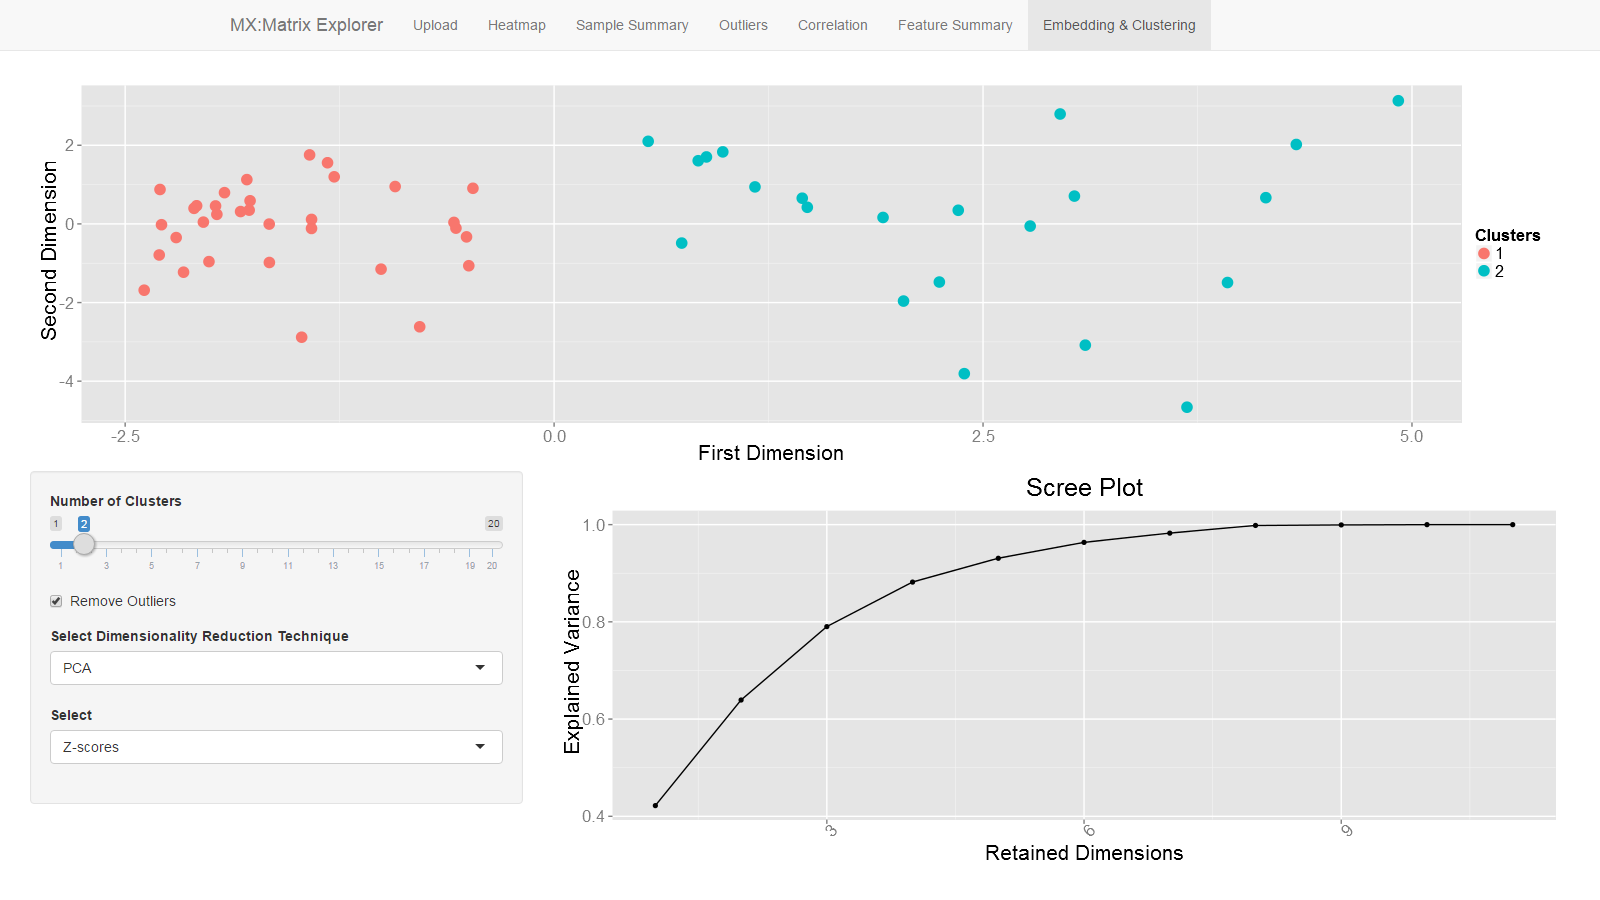 MX:Matrix Explorer Upload Heatmap Sample Summary Outliers Correlation Feature Summary Embedding & Clustering
Second Dimension
2
0
-2
-4
-2.5 0.0 2.5 5.0
First Dimension
Clusters
1
2
Number of Clusters
1 2 20
1 3 5 7 9 11 13 15 17 19 20
Remove Outliers
Select Dimensionality Reduction Technique
PCA
Select
Z-scores
Scree Plot
Explained Variance
1.0
0.8
0.6
0.4
3 6 9
Retained Dimensions